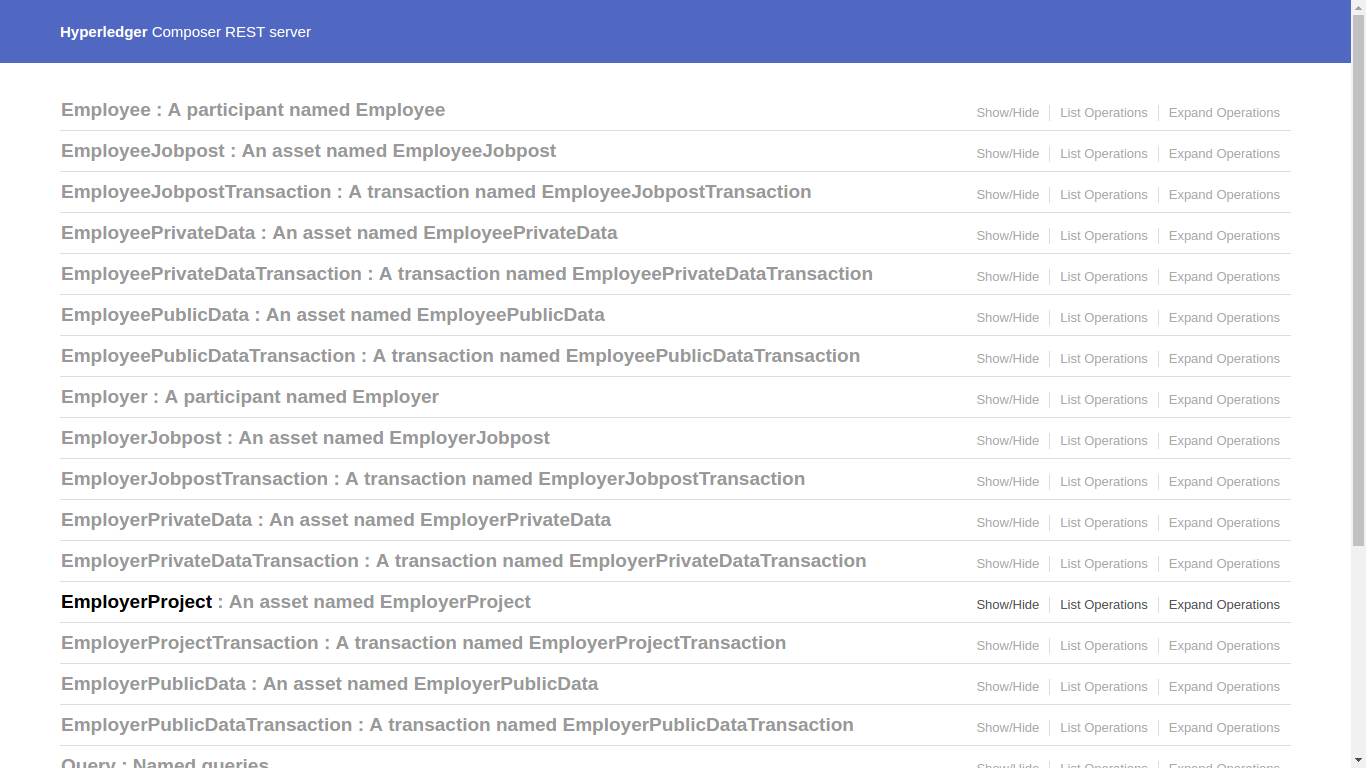 Hyperledger Composer REST server
Employee : A participant named Employee Show/Hide List Operations Expand Operations
EmployeeJobpost : An asset named EmployeeJobpost Show/Hide List Operations Expand Operations
EmployeeJobpostTransaction : A transaction named EmployeeJobpostTransaction Show/Hide List Operations Expand Operations
EmployeePrivateData : An asset named EmployeePrivateData Show/Hide List Operations Expand Operations
EmployeePrivateDataTransaction : A transaction named EmployeePrivateDataTransaction Show/Hide List Operations Expand Operations
EmployeePublicData : An asset named EmployeePublicData Show/Hide List Operations Expand Operations
EmployeePublicDataTransaction : A transaction named EmployeePublicDataTransaction Show/Hide List Operations Expand Operations
Employer : A participant named Employer Show/Hide List Operations Expand Operations
EmployerJobpost : An asset named EmployerJobpost Show/Hide List Operations Expand Operations
EmployerJobpostTransaction : A transaction named EmployerJobpostTransaction Show/Hide List Operations Expand Operations
EmployerPrivateData : An asset named EmployerPrivateData Show/Hide List Operations Expand Operations
EmployerPrivateDataTransaction : A transaction named EmployerPrivateDataTransaction Show/Hide List Operations Expand Operations
EmployerProject : An asset named EmployerProject Show/Hide List Operations Expand Operations
EmployerProjectTransaction : A transaction named EmployerProjectTransaction Show/Hide List Operations Expand Operations
EmployerPublicData : An asset named EmployerPublicData Show/Hide List Operations Expand Operations
EmployerPublicDataTransaction : A transaction named EmployerPublicDataTransaction Show/Hide List Operations Expand Operations
Query : Named queries Show/Hide List Operations Expand Operations